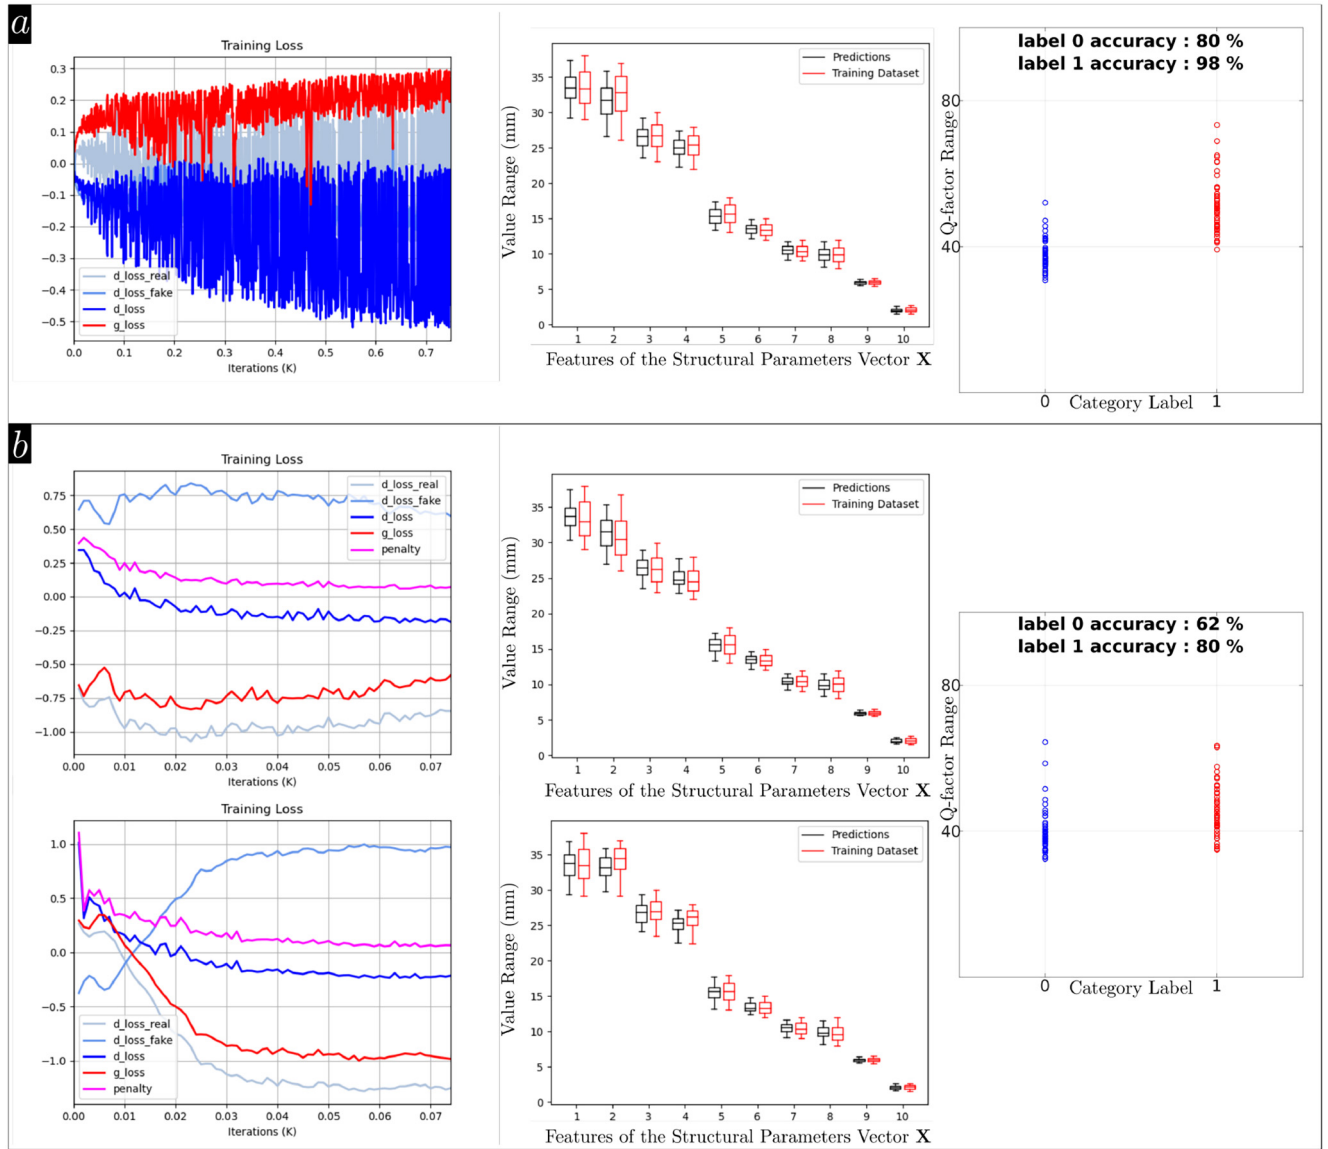 a
Training Loss
0.3
0.2
0.1
0.0
−0.1
−0.2
−0.3
−0.4
−0.5
d_loss_real
d_loss_fake
d_loss
g_loss
0.0 0.1 0.2 0.3 0.4 0.5 0.6 0.7
Iterations (K)
Value Range (mm)
35
30
25
20
15
10
5
0
Predictions
Training Dataset
1 2 3 4 5 6 7 8 9 10
Features of the Structural Parameters Vector X
label 0 accuracy : 80 %
label 1 accuracy : 98 %
Q-factor Range
80
40
0 1
Category Label
b
Training Loss
0.75
0.50
0.25
0.00
−0.25
−0.50
−0.75
−1.00
d_loss_real
d_loss_fake
d_loss
g_loss
penalty
0.00 0.01 0.02 0.03 0.04 0.05 0.06 0.07
Iterations (K)
Value Range (mm)
35
30
25
20
15
10
5
0
Predictions
Training Dataset
1 2 3 4 5 6 7 8 9 10
Features of the Structural Parameters Vector X
Training Loss
1.0
0.5
0.0
−0.5
−1.0
d_loss_real
d_loss_fake
d_loss
g_loss
penalty
0.00 0.01 0.02 0.03 0.04 0.05 0.06 0.07
Iterations (K)
Value Range (mm)
35
30
25
20
15
10
5
0
Predictions
Training Dataset
1 2 3 4 5 6 7 8 9 10
Features of the Structural Parameters Vector X
label 0 accuracy : 62 %
label 1 accuracy : 80 %
Q-factor Range
80
40
0 1
Category Label